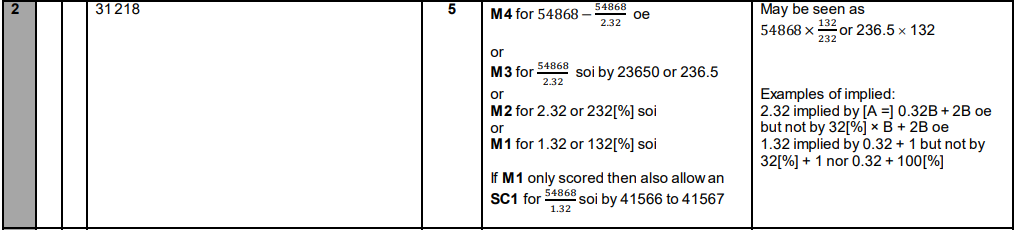 2
31 218
5
M4 for 54868 − 54868/2.32 oe
or
M3 for 54868/2.32 soi by 23650 or 236.5
or
M2 for 2.32 or 232[%] soi
or
M1 for 1.32 or 132[%] soi
If M1 only scored then also allow an
SC1 for 54868/1.32 soi by 41566 to 41567
May be seen as
54868 × 132/232 or 236.5 × 132
Examples of implied:
2.32 implied by [A =] 0.32B + 2B oe
but not by 32[%] × B + 2B oe
1.32 implied by 0.32 + 1 but not by
32[%] + 1 nor 0.32 + 100[%]